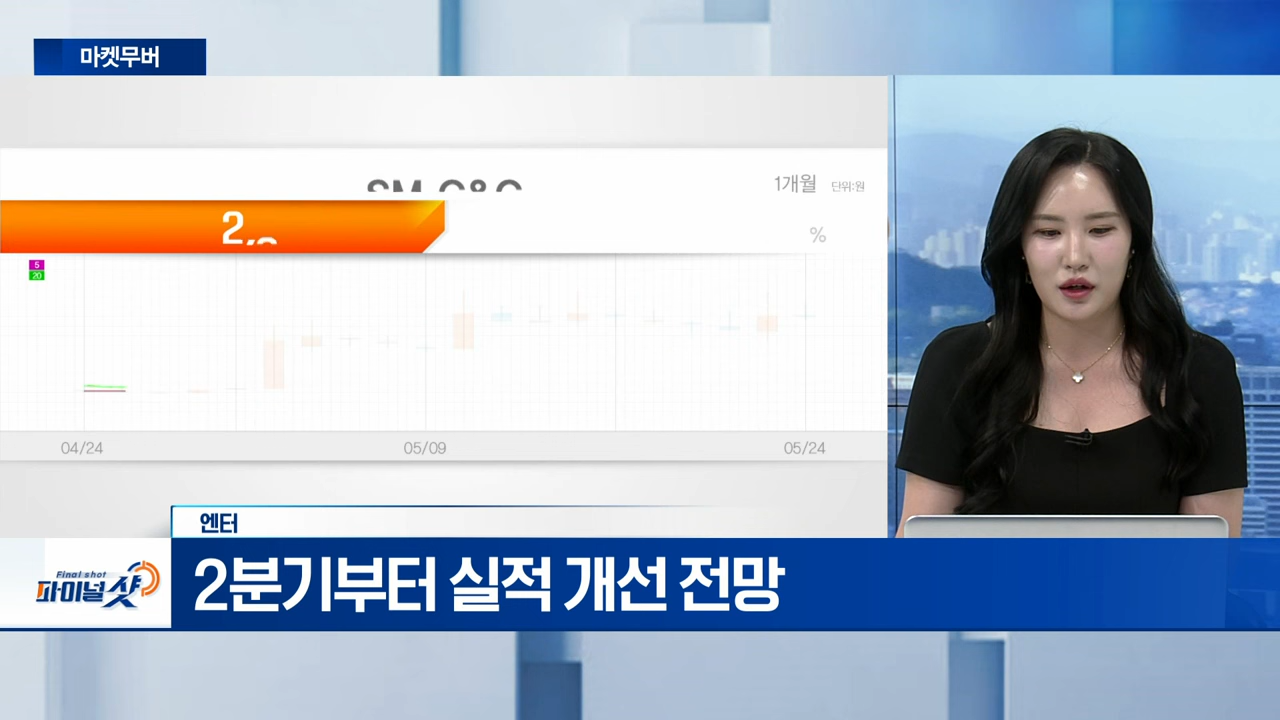 마켓무버
1개월 단위:원
2
%
5
20
04/24 05/09 05/24
엔터
Final shot
파이널샷
2분기부터 실적 개선 전망